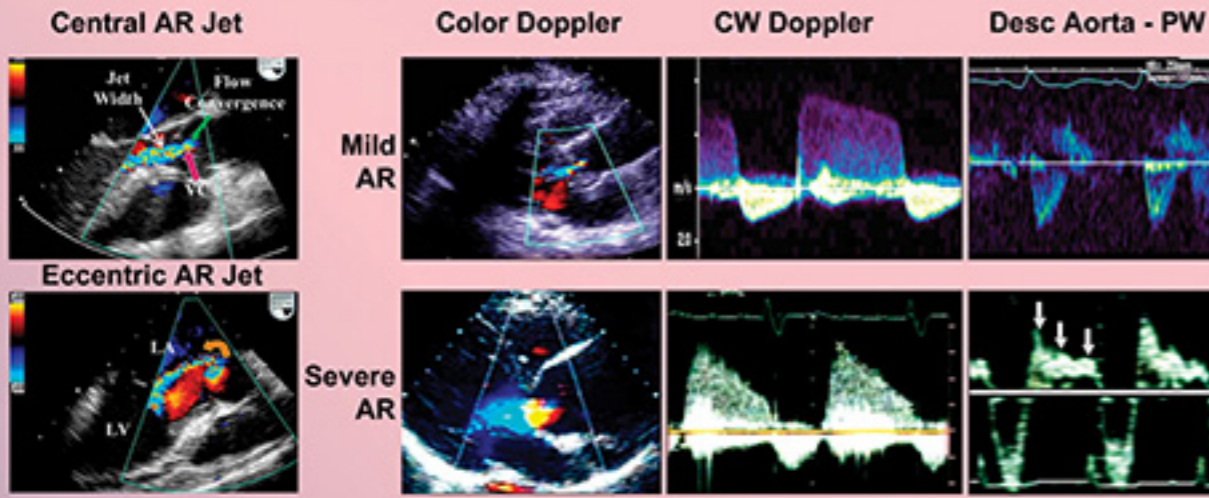 Central AR Jet
Color Doppler
CW Doppler
Desc Aorta - PW
Jet
Width
Flow
Convergence
VC
Mild
AR
m/s
Eccentric AR Jet
LA
LV
Severe
AR